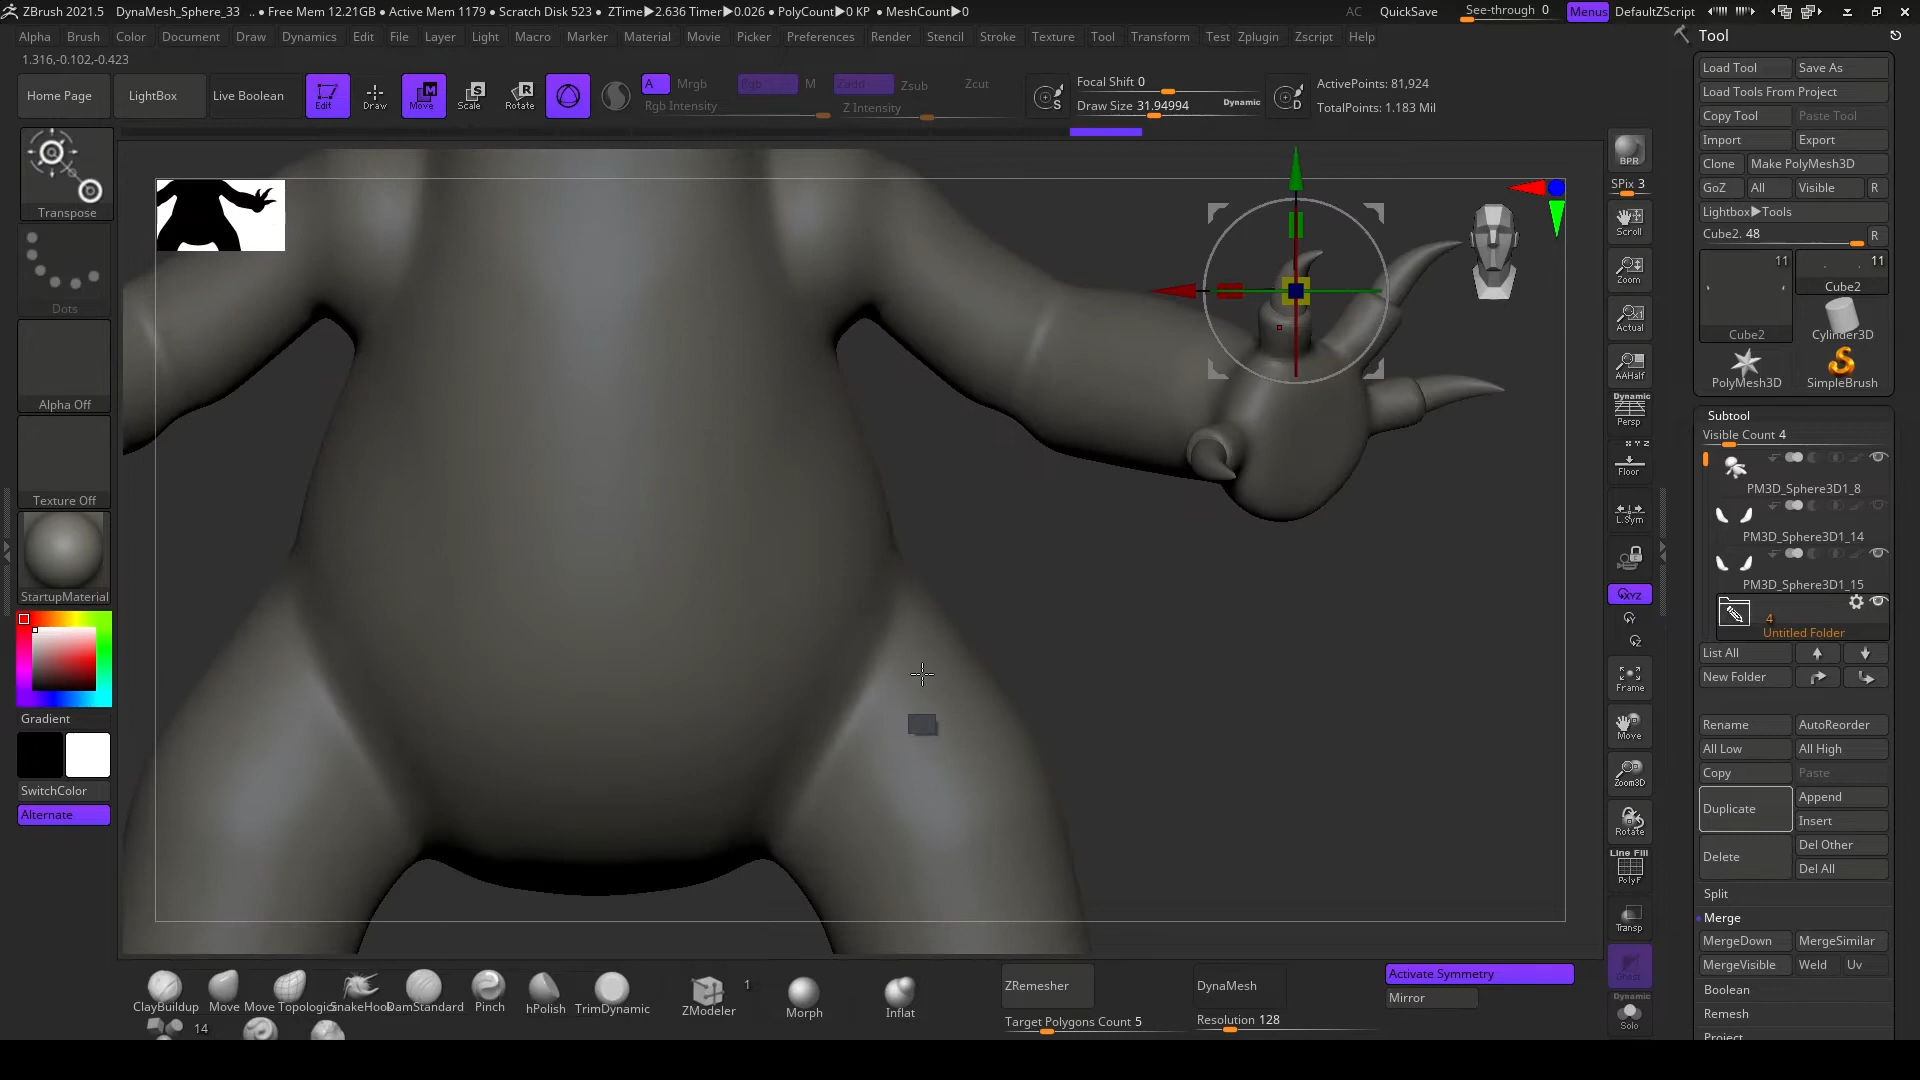 ZBrush 2021.5 DynaMesh_Sphere_33 .. ● Free Mem 12.21GB ● Active Mem 1179 ● Scratch Disk 523 ● ZTime▶2.636 Timer▶0.026 ● PolyCount▶0 KP ● MeshCount▶0 AC QuickSave See-through 0 Menus DefaultZScript
Alpha Brush Color Document Draw Dynamics Edit File Layer Light Macro Marker Material Movie Picker Preferences Render Stencil Stroke Texture Tool Transform Test Zplugin Zscript Help
1.316,-0.102,-0.423
Home Page LightBox Live Boolean Edit Draw Move Scale Rotate A Mrgb Rgb M Zadd Zsub Zcut
Rgb Intensity Z Intensity
S Focal Shift 0
Draw Size 31.94994 Dynamic D
ActivePoints: 81,924
TotalPoints: 1.183 Mil
Transpose
Dots
Alpha Off
Texture Off
StartupMaterial
Gradient
SwitchColor
Alternate
BPR
SPix 3
Scroll
Zoom
Actual
AAHalf
Dynamic
Persp
X Y Z
Floor
L.Sym
XYZ
Y
Z
Frame
Move
Zoom3D
Rotate
Line Fill
PolyF
Transp
Dynamic
Solo
Tool
Load Tool Save As
Load Tools From Project
Copy Tool Paste Tool
Import Export
Clone Make PolyMesh3D
GoZ All Visible R
Lightbox▶Tools
Cube2. 48 R
11 11
Cube2
Cube2 Cylinder3D
PolyMesh3D SimpleBrush
Subtool
Visible Count 4
PM3D_Sphere3D1_8
PM3D_Sphere3D1_14
PM3D_Sphere3D1_15
4
Untitled Folder
List All
New Folder
Rename AutoReorder
All Low All High
Copy Paste
Duplicate Append
Insert
Delete Del Other
Del All
Split
Merge
MergeDown MergeSimilar
MergeVisible Weld Uv
Boolean
Remesh
Project
ClayBuildup Move Move Topologic SnakeHook DamStandard Pinch hPolish TrimDynamic ZModeler 1 Morph Inflat
14
ZRemesher
Target Polygons Count 5
DynaMesh
Resolution 128
Activate Symmetry
Mirror